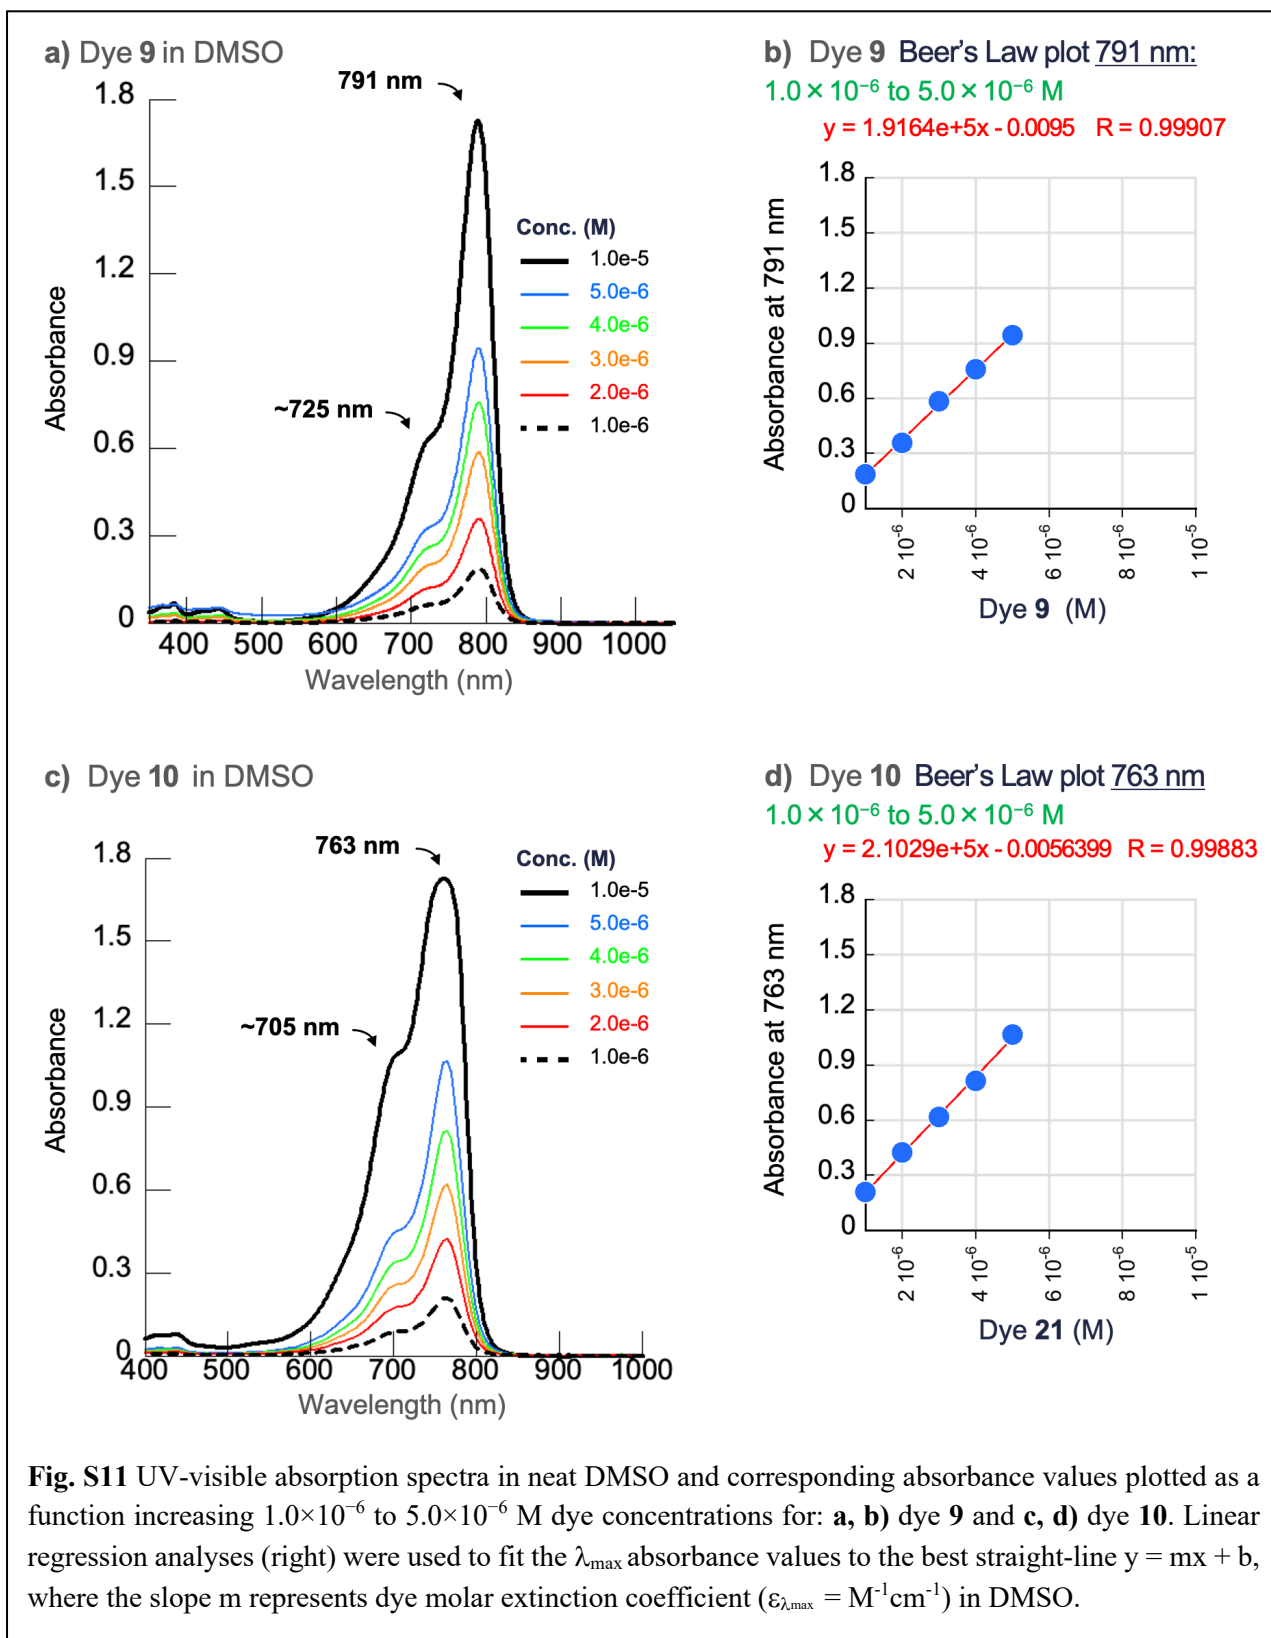 a) Dye 9 in DMSO
791 nm
1.8
1.5
1.2
0.9
0.6
0.3
0
Absorbance
~725 nm
Conc. (M)
1.0e-5
5.0e-6
4.0e-6
3.0e-6
2.0e-6
1.0e-6
400 500 600 700 800 900 1000
Wavelength (nm)
b) Dye 9 Beer's Law plot 791 nm:
1.0 × 10⁻⁶ to 5.0 × 10⁻⁶ M
y = 1.9164e+5x - 0.0095 R = 0.99907
1.8
1.5
1.2
0.9
0.6
0.3
0
Absorbance at 791 nm
2 10⁻⁶
4 10⁻⁶
6 10⁻⁶
8 10⁻⁶
1 10⁻⁵
Dye 9 (M)
c) Dye 10 in DMSO
763 nm
1.8
1.5
1.2
0.9
0.6
0.3
0
Absorbance
~705 nm
Conc. (M)
1.0e-5
5.0e-6
4.0e-6
3.0e-6
2.0e-6
1.0e-6
400 500 600 700 800 900 1000
Wavelength (nm)
d) Dye 10 Beer's Law plot 763 nm
1.0 × 10⁻⁶ to 5.0 × 10⁻⁶ M
y = 2.1029e+5x - 0.0056399 R = 0.99883
1.8
1.5
1.2
0.9
0.6
0.3
0
Absorbance at 763 nm
2 10⁻⁶
4 10⁻⁶
6 10⁻⁶
8 10⁻⁶
1 10⁻⁵
Dye 21 (M)
Fig. S11 UV-visible absorption spectra in neat DMSO and corresponding absorbance values plotted as a
function increasing 1.0×10⁻⁶ to 5.0×10⁻⁶ M dye concentrations for: a, b) dye 9 and c, d) dye 10. Linear
regression analyses (right) were used to fit the λmax absorbance values to the best straight-line y = mx + b,
where the slope m represents dye molar extinction coefficient (ελmax = M⁻¹cm⁻¹) in DMSO.